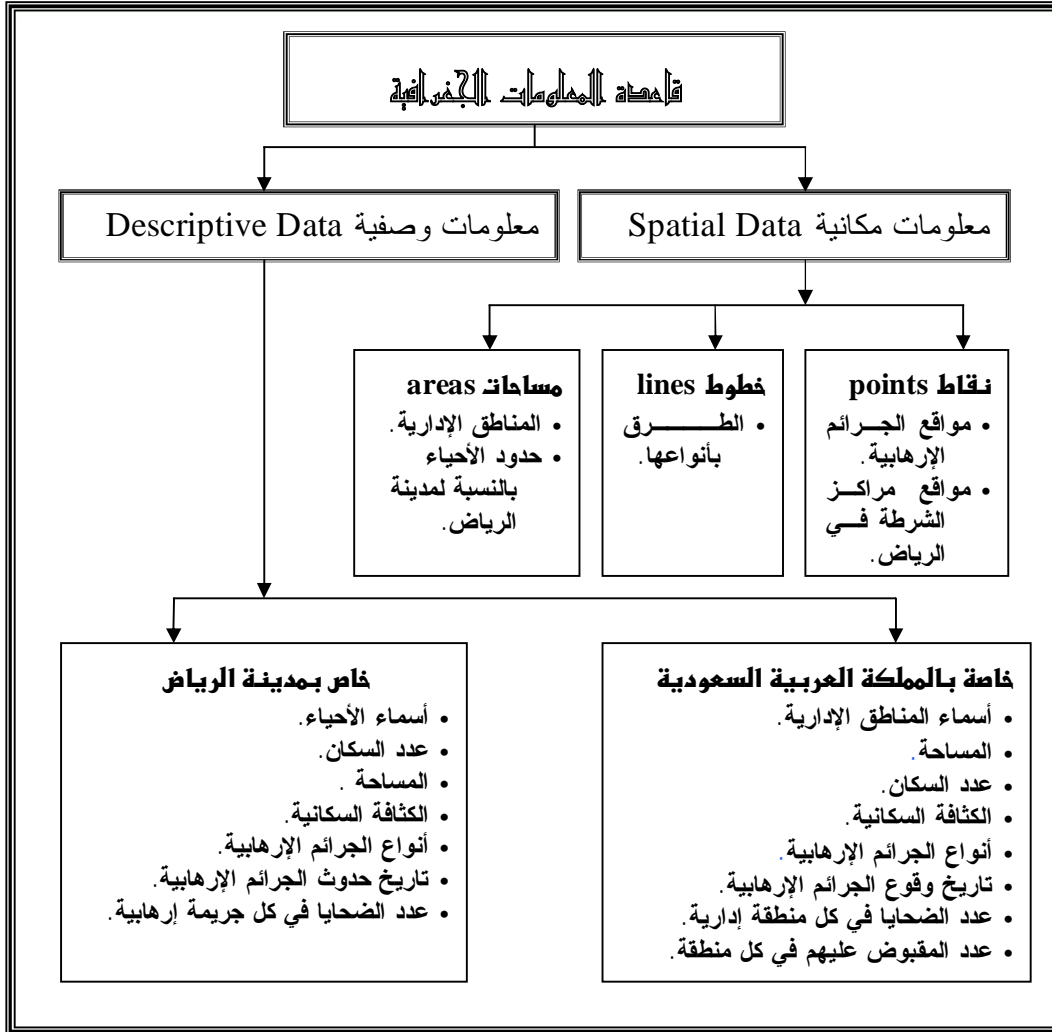 قاعدة المعلومات الجغرافية
معلومات مكانية Spatial Data
معلومات وصفية Descriptive Data
نقاط points
• مواقع الجـــرائم
الإرهابية.
• مواقع مراكـــز
الشرطة فـــي
الرياض.
خطوط lines
• الطـــــــرق
بأنواعها.
مساحات areas
• المناطق الإدارية.
• حدود الأحياء
بالنسبة لمدينة
الرياض.
خاصة بالمملكة العربية السعودية
• أسماء المناطق الإدارية.
• المساحة.
• عدد السكان.
• الكثافة السكانية.
• أنواع الجرائم الإرهابية.
• تاريخ وقوع الجرائم الإرهابية.
• عدد الضحايا في كل منطقة إدارية.
• عدد المقبوض عليهم في كل منطقة.
خاص بمدينة الرياض
• أسماء الأحياء.
• عدد السكان.
• المساحة .
• الكثافة السكانية.
• أنواع الجرائم الإرهابية.
• تاريخ حدوث الجرائم الإرهابية.
• عدد الضحايا في كل جريمة إرهابية.